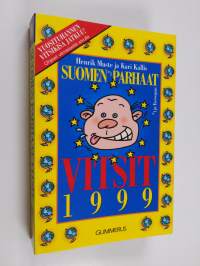 VUOSITUHANNEN
VITSIKISA JATKUU!
Henrik Muste ja Kari Kallis
SUOMEN PARHAAT
VITSIT
1999
GUMMERUS